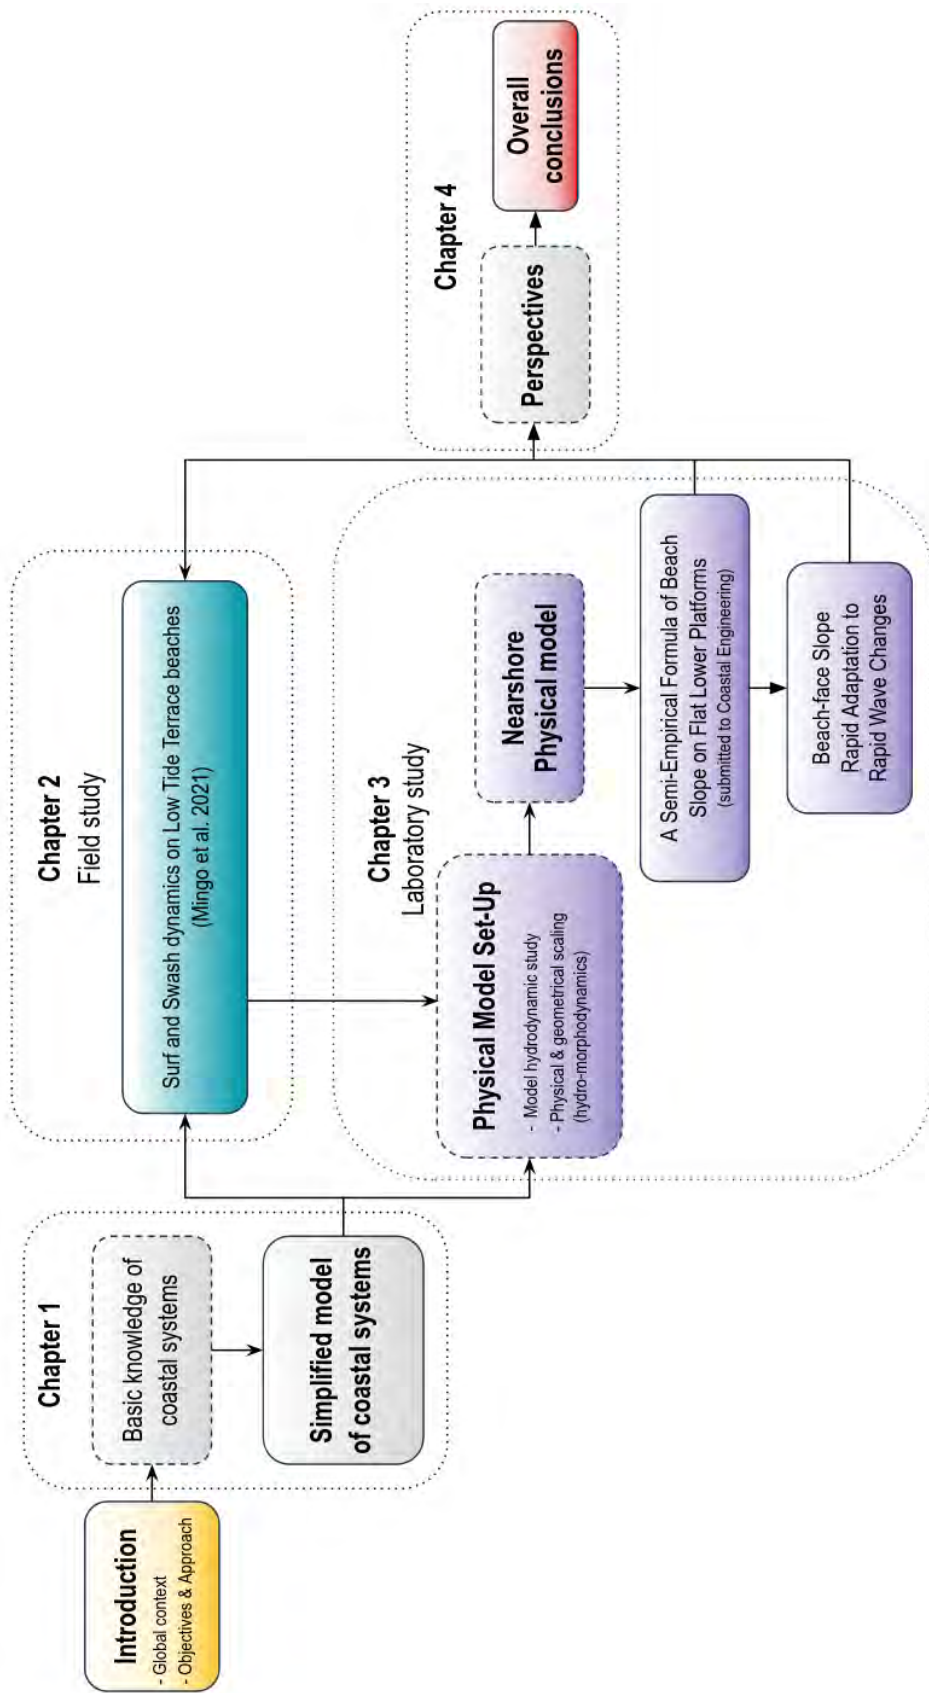 Introduction
- Global context
- Objectives & Approach
Chapter 1
Basic knowledge of
coastal systems
Simplified model
of coastal systems
Chapter 2
Field study
Surf and Swash dynamics on Low Tide Terrace beaches
(Mingo et al. 2021)
Chapter 3
Laboratory study
Physical Model Set-Up
- Model hydrodynamic study
- Physical & geometrical scaling
(hydro-morphodynamics)
Nearshore
Physical model
A Semi-Empirical Formula of Beach
Slope on Flat Lower Platforms
(submitted to Coastal Engineering)
Beach-face Slope
Rapid Adaptation to
Rapid Wave Changes
Chapter 4
Perspectives
Overall
conclusions